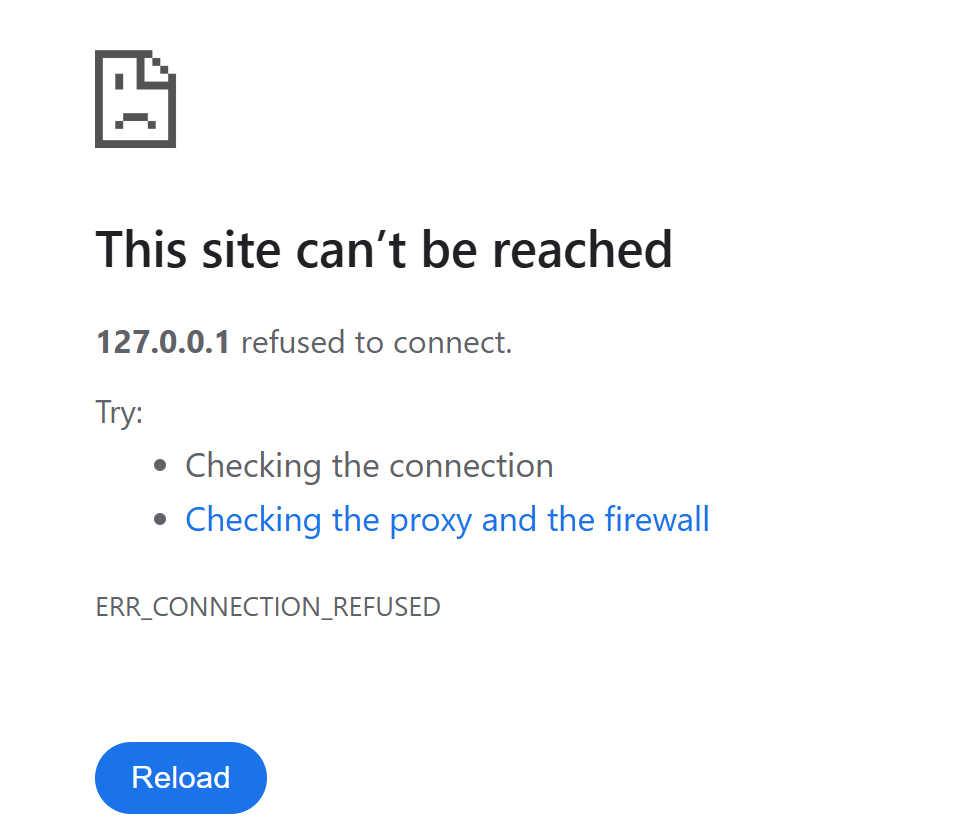 This site can’t be reached
127.0.0.1 refused to connect.
Try:
Checking the connection
Checking the proxy and the firewall
ERR_CONNECTION_REFUSED
Reload